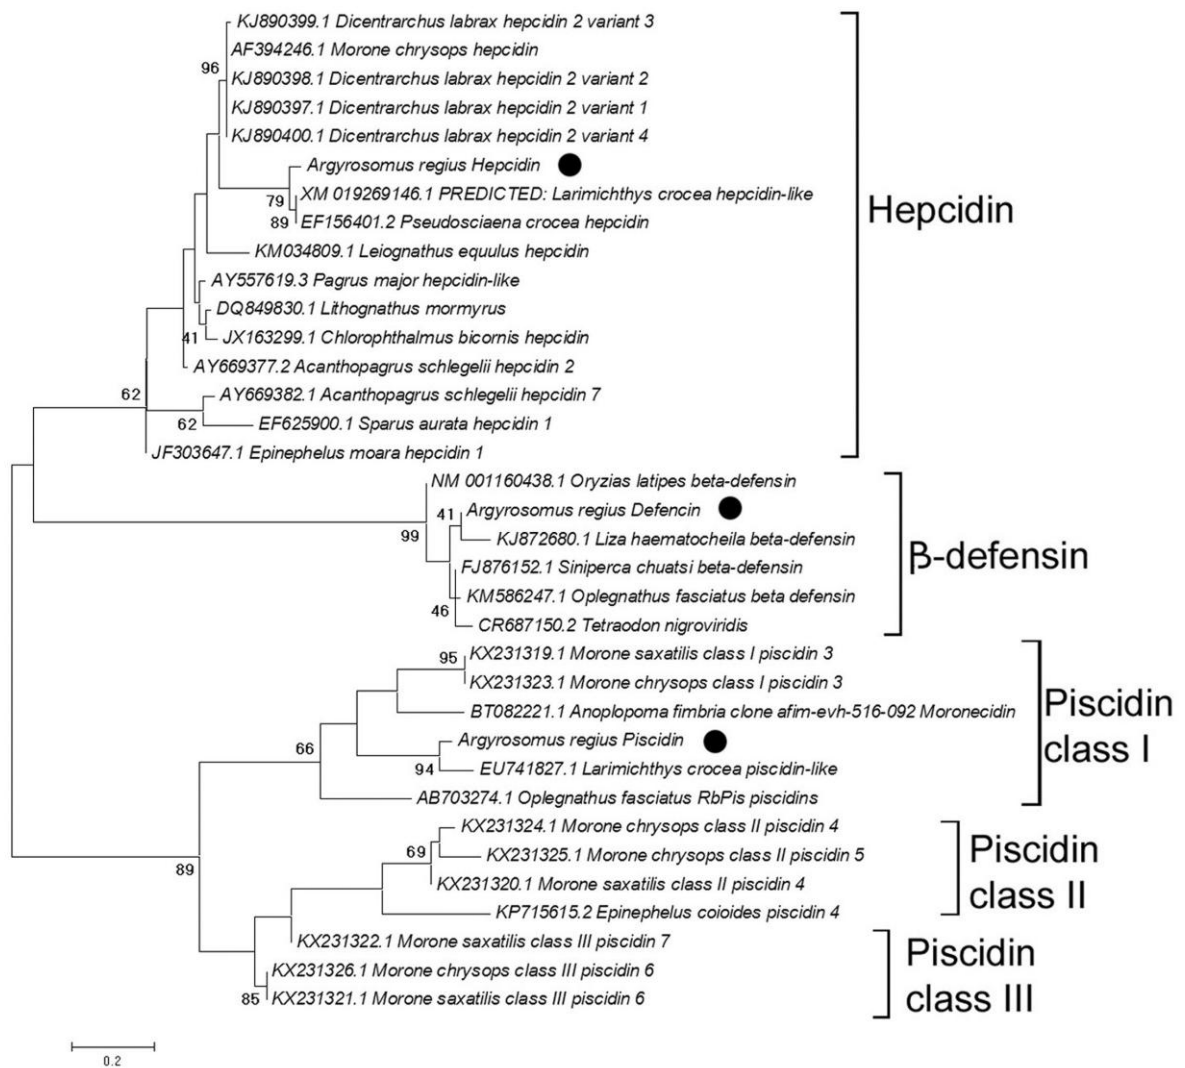 KJ890399.1 Dicentrarchus labrax hepcidin 2 variant 3
AF394246.1 Morone chrysops hepcidin
96
KJ890398.1 Dicentrarchus labrax hepcidin 2 variant 2
KJ890397.1 Dicentrarchus labrax hepcidin 2 variant 1
KJ890400.1 Dicentrarchus labrax hepcidin 2 variant 4
Argyrosomus regius Hepcidin
XM 019269146.1 PREDICTED: Larimichthys crocea hepcidin-like
79
89
EF156401.2 Pseudosciaena crocea hepcidin
Hepcidin
KM034809.1 Leiognathus equulus hepcidin
AY557619.3 Pagrus major hepcidin-like
DQ849830.1 Lithognathus mormyrus
41
JX163299.1 Chlorophthalmus bicornis hepcidin
AY669377.2 Acanthopagrus schlegelii hepcidin 2
62
AY669382.1 Acanthopagrus schlegelii hepcidin 7
62
EF625900.1 Sparus aurata hepcidin 1
JF303647.1 Epinephelus moara hepcidin 1
NM 001160438.1 Oryzias latipes beta-defensin
41
Argyrosomus regius Defencin
99
KJ872680.1 Liza haematocheila beta-defensin
β-defensin
FJ876152.1 Siniperca chuatsi beta-defensin
KM586247.1 Oplegnathus fasciatus beta defensin
46
CR687150.2 Tetraodon nigroviridis
95
KX231319.1 Morone saxatilis class I piscidin 3
KX231323.1 Morone chrysops class I piscidin 3
BT082221.1 Anoplopoma fimbria clone afim-evh-516-092 Moronecidin
Piscidin
class I
66
Argyrosomus regius Piscidin
94
EU741827.1 Larimichthys crocea piscidin-like
AB703274.1 Oplegnathus fasciatus RbPis piscidins
KX231324.1 Morone chrysops class II piscidin 4
69
KX231325.1 Morone chrysops class II piscidin 5
Piscidin
class II
89
KX231320.1 Morone saxatilis class II piscidin 4
KP715615.2 Epinephelus coioides piscidin 4
KX231322.1 Morone saxatilis class III piscidin 7
Piscidin
class III
KX231326.1 Morone chrysops class III piscidin 6
85
KX231321.1 Morone saxatilis class III piscidin 6
0.2